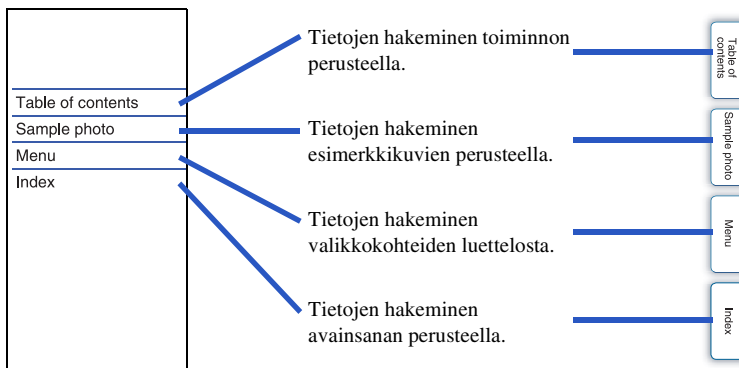 Table of contents
Sample photo
Menu
Index
Tietojen hakeminen toiminnon
perusteella.
Tietojen hakeminen
esimerkkikuvien perusteella.
Tietojen hakeminen
valikkokohteiden luettelosta.
Tietojen hakeminen
avainsanan perusteella.
Table of
contents
Sample photo
Menu
Index